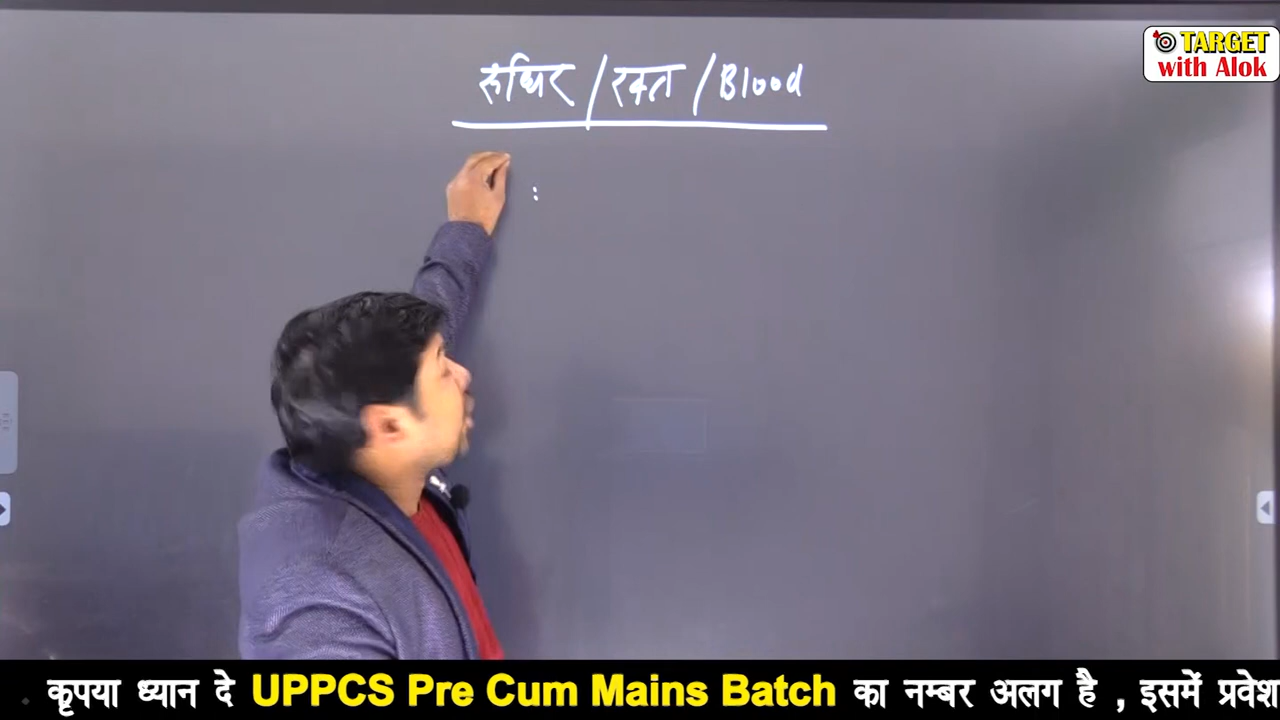 TARGET
with Alok
रुधिर / रक्त / Blood
:
कृपया ध्यान दे UPPCS Pre Cum Mains Batch का नम्बर अलग है , इसमें प्रवेश